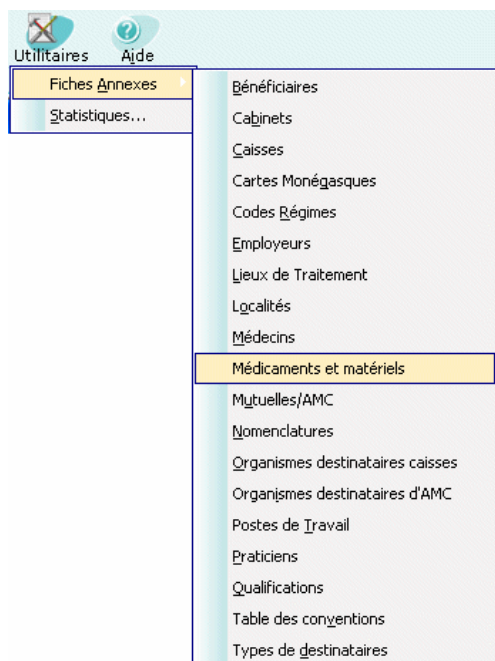 Utilitaires Aide
Fiches Annexes
Statistiques...
Bénéficiaires
Cabinets
Caisses
Cartes Monégasques
Codes Régimes
Employeurs
Lieux de Traitement
Localités
Médecins
Médicaments et matériels
Mutuelles/AMC
Nomenclatures
Organismes destinataires caisses
Organismes destinataires d'AMC
Postes de Travail
Praticiens
Qualifications
Table des conventions
Types de destinataires